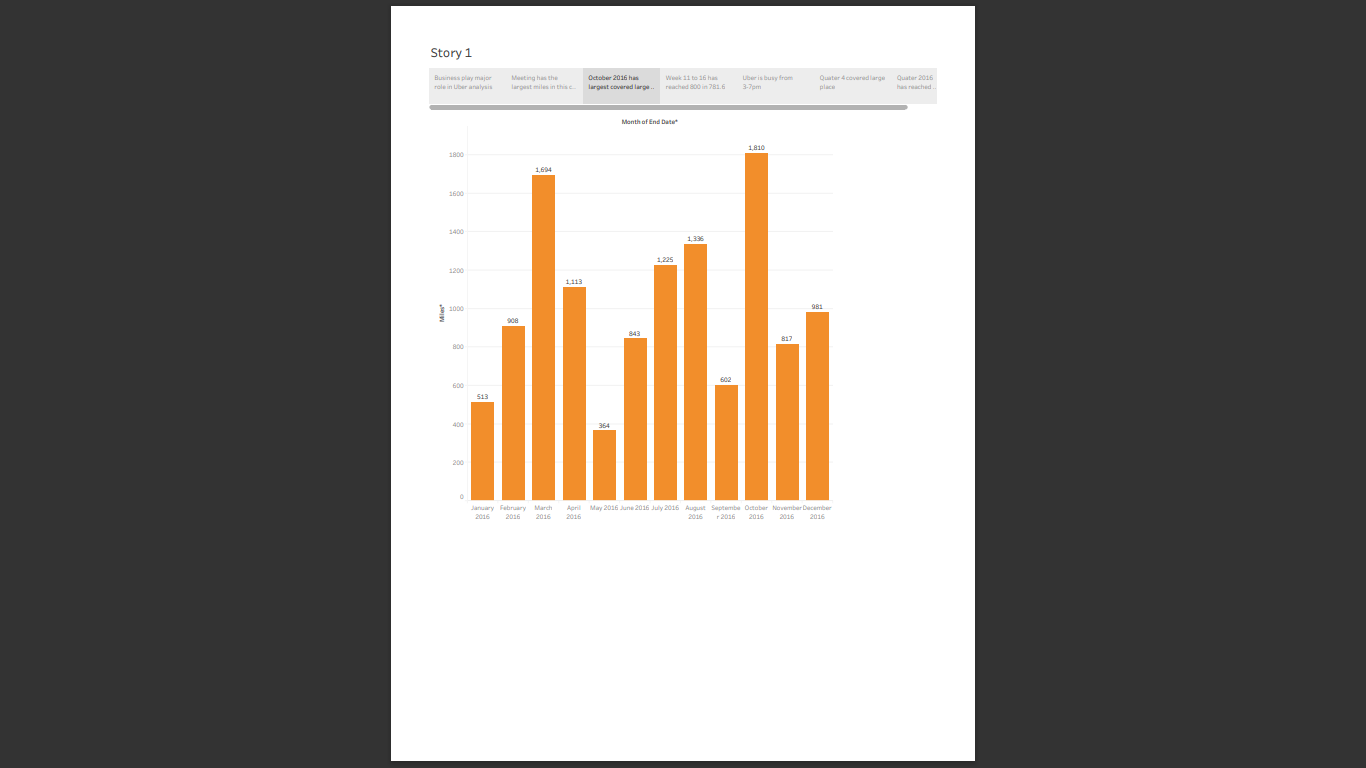 Story 1
Business play major
role in Uber analysis
Meeting has the
largest miles in this c..
October 2016 has
largest covered large ..
Week 11 to 16 has
reached 800 in 781.6
Uber is busy from
3-7pm
Quater 4 covered large
place
Quater 2016
has reached ..
Month of End Date*
Miles*
1800
1600
1400
1200
1000
800
600
400
200
0
513
908
1,694
1,113
364
843
1,225
1,336
602
1,810
817
981
January
2016
February
2016
March
2016
April
2016
May 2016
June 2016
July 2016
August
2016
Septembe
r 2016
October
2016
November
2016
December
2016